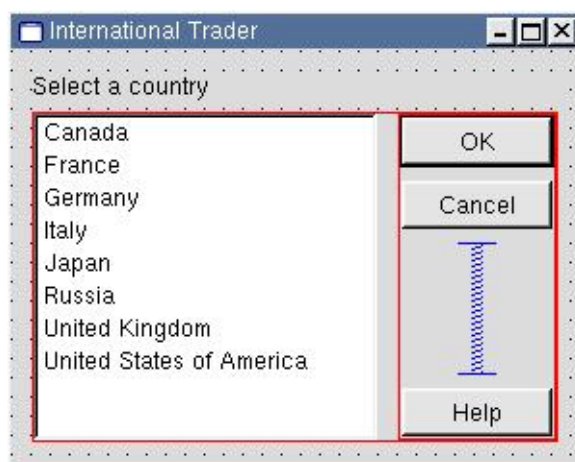 International Trader
Select a country
Canada
France
Germany
Italy
Japan
Russia
United Kingdom
United States of America
OK
Cancel
Help